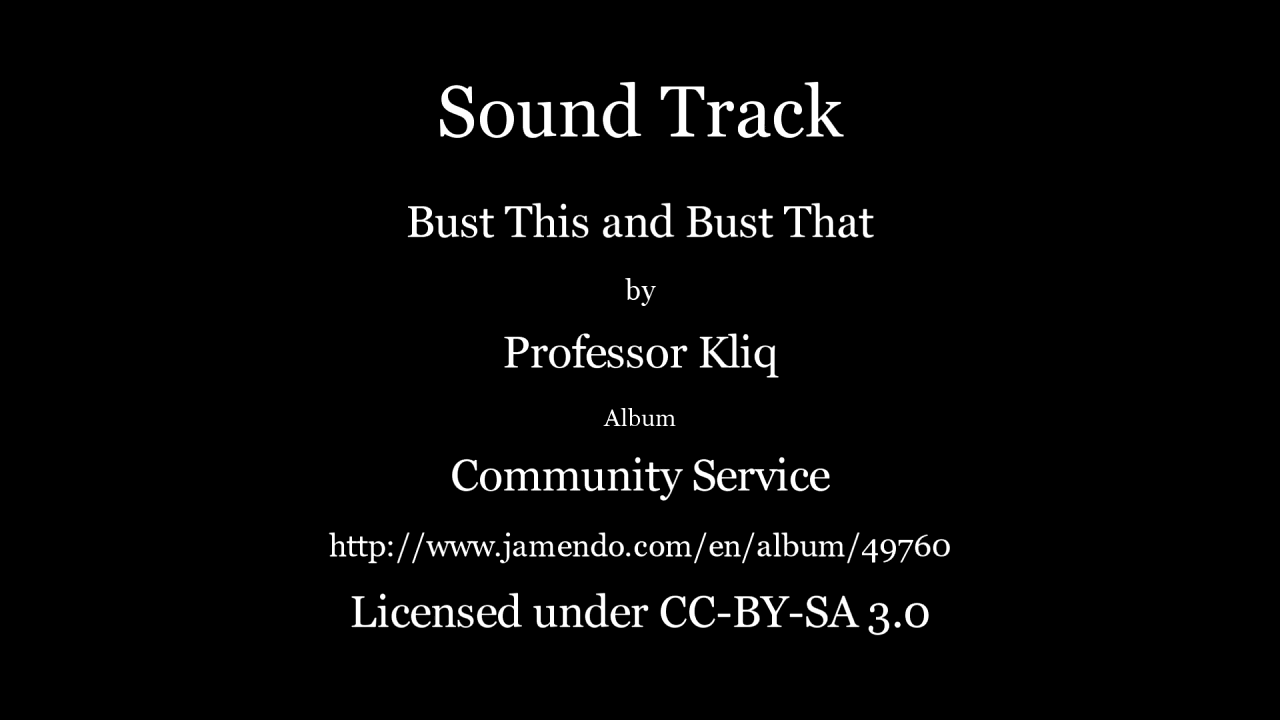 Sound Track
Bust This and Bust That
by
Professor Kliq
Album
Community Service
http://www.jamendo.com/en/album/49760
Licensed under CC-BY-SA 3.0